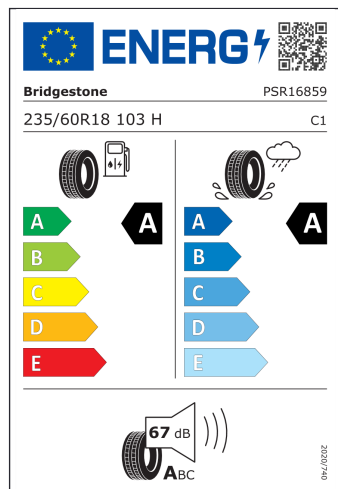 ENERG
Bridgestone PSR16859
235/60R18 103 H C1
A A
A A
B B
C C
D D
E E
67 dB
ABC
2020/740